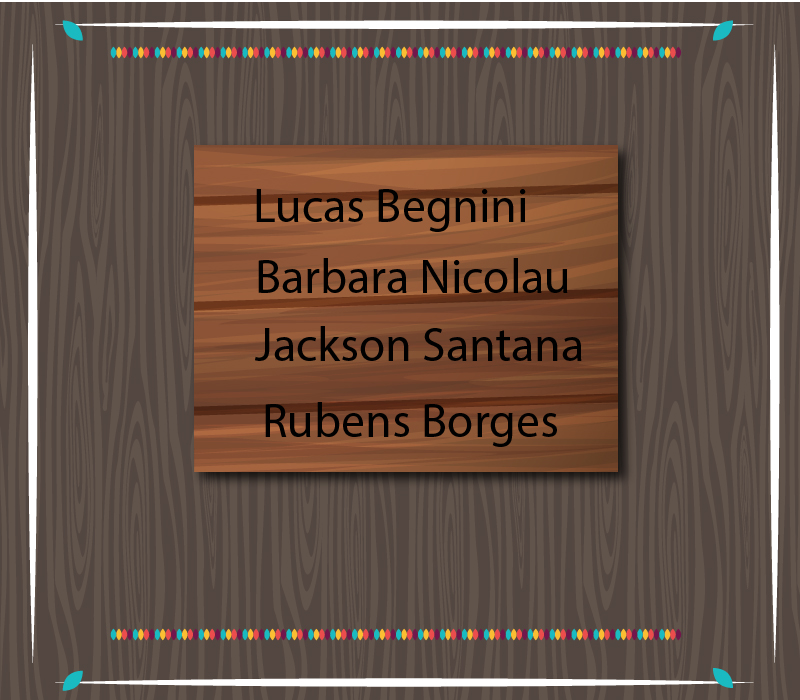 Lucas Begnini
Barbara Nicolau
Jackson Santana
Rubens Borges